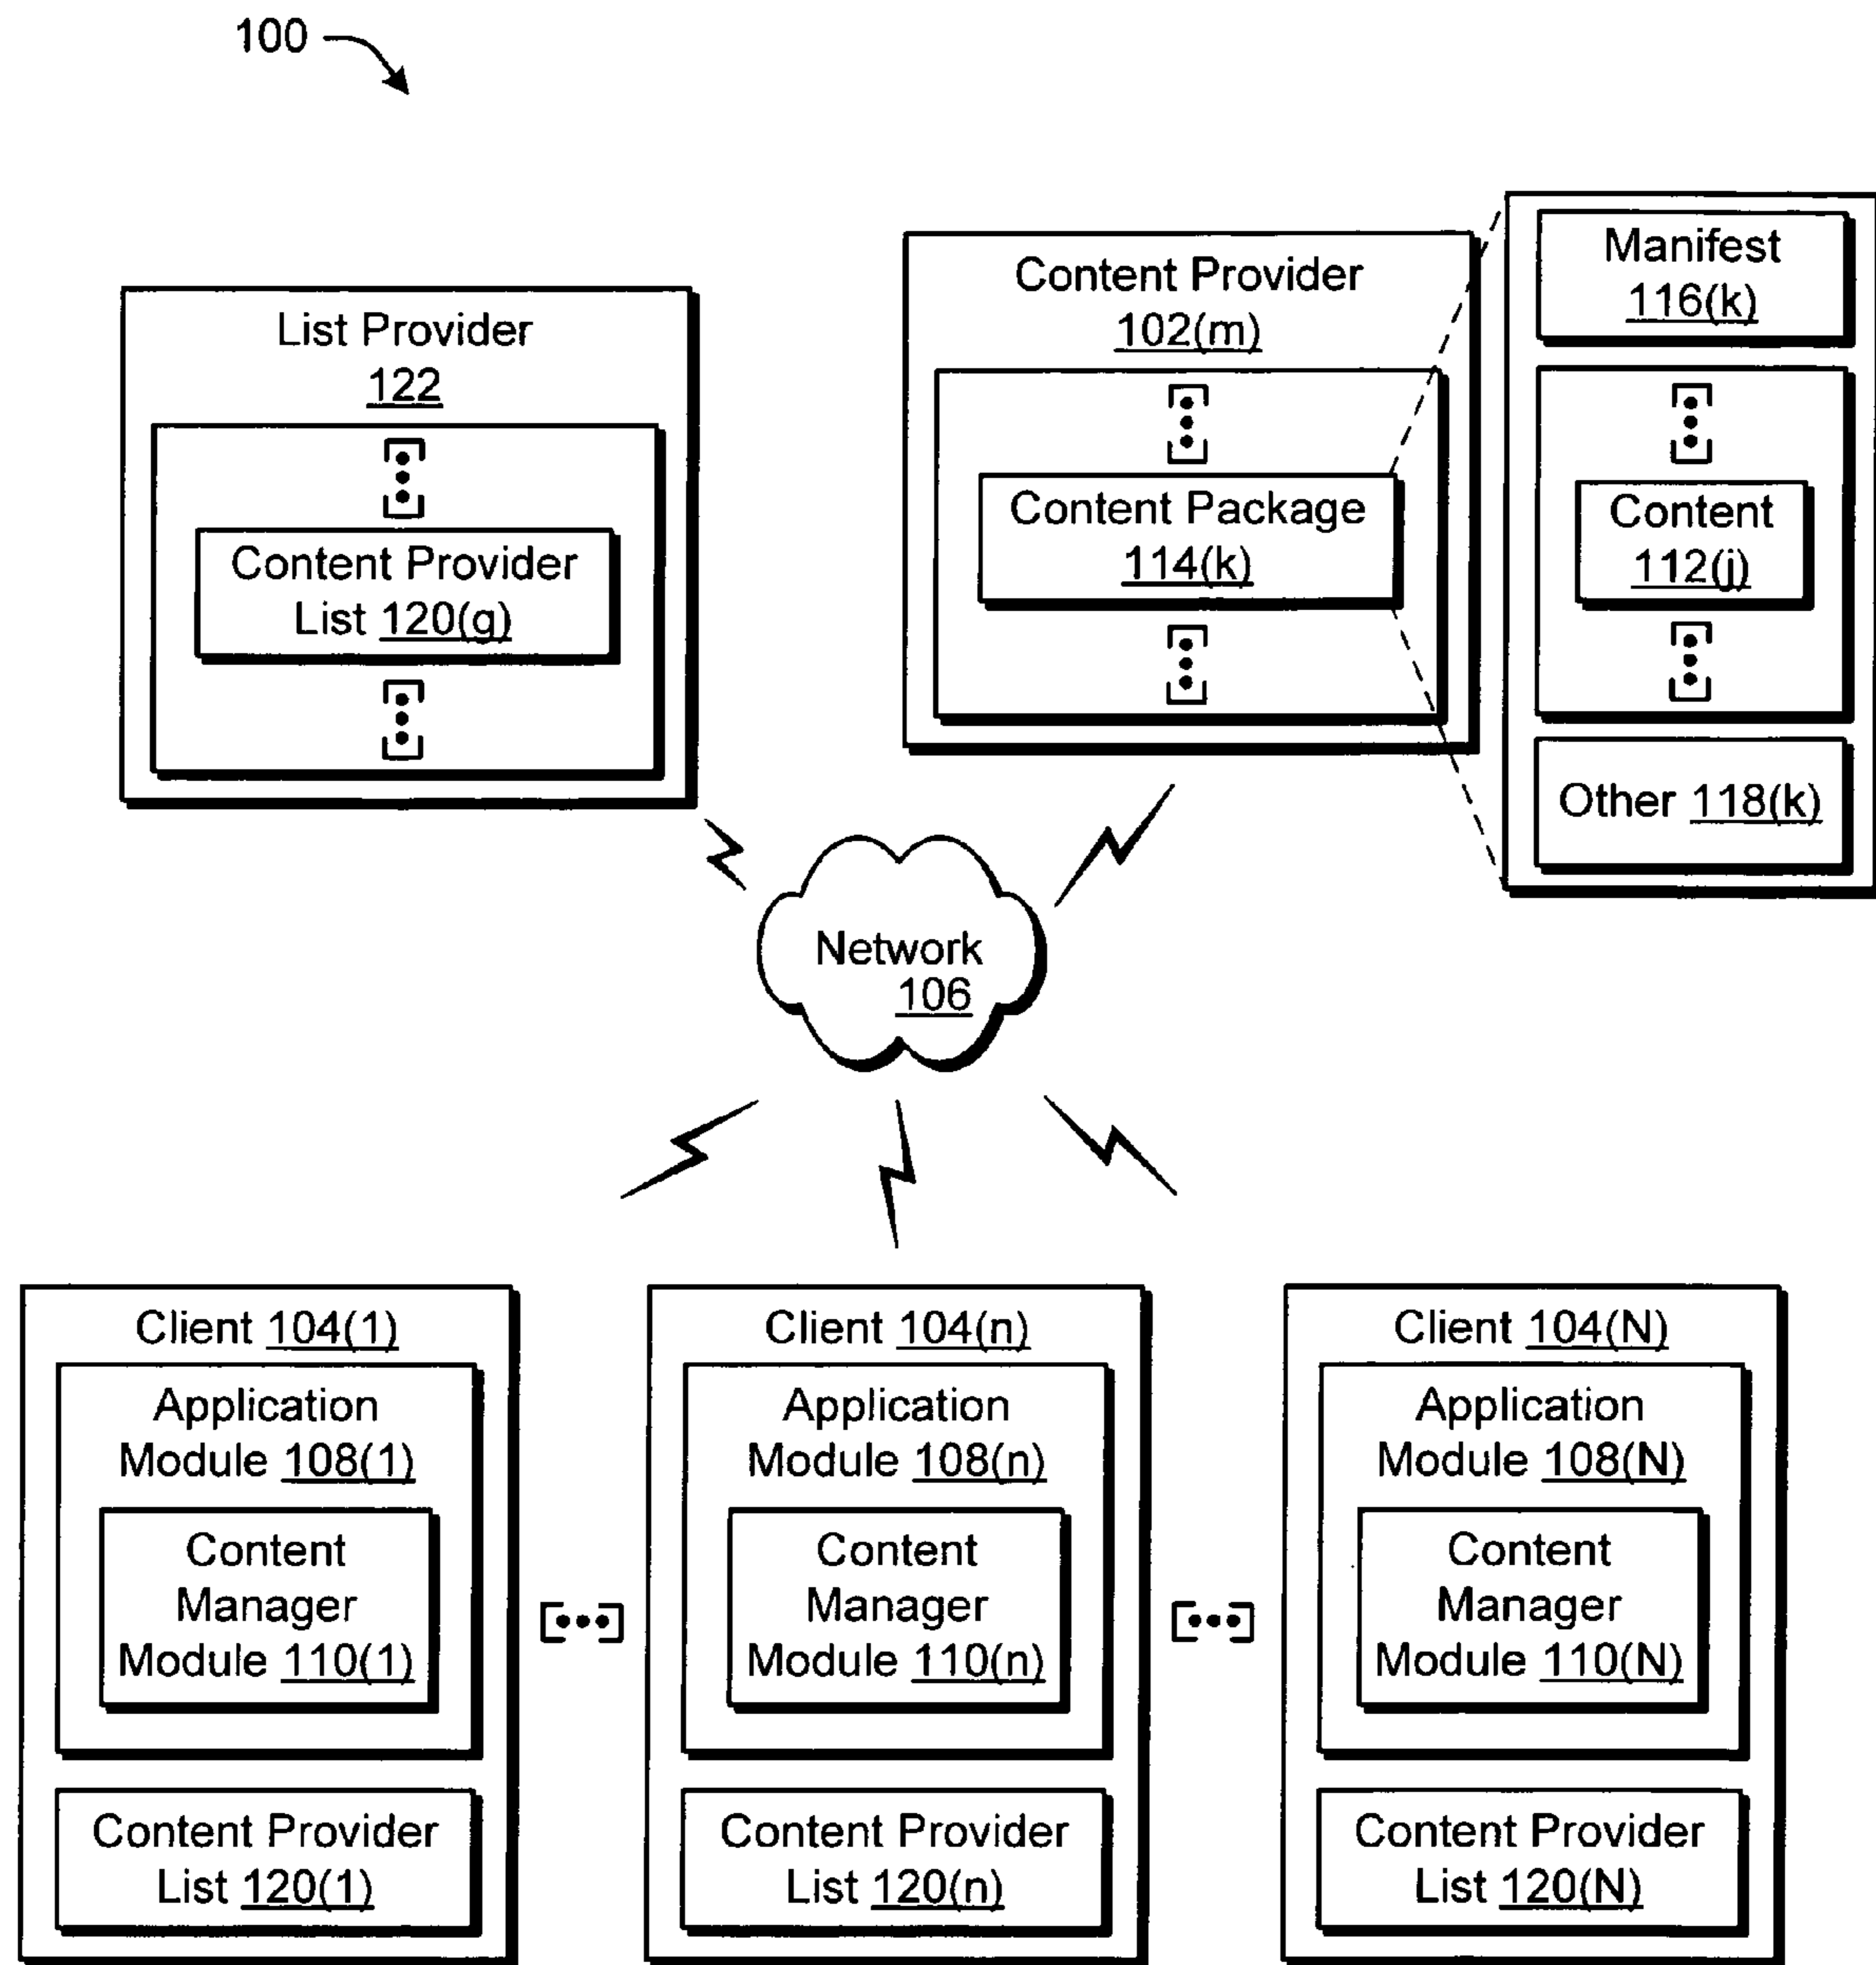 100
List Provider
122
Content Provider
List 120(g)
Content Provider
102(m)
Content Package
114(k)
Manifest
116(k)
Content
112(j)
Other 118(k)
Network
106
Client 104(1)
Application
Module 108(1)
Content
Manager
Module 110(1)
Content Provider
List 120(1)
Client 104(n)
Application
Module 108(n)
Content
Manager
Module 110(n)
Content Provider
List 120(n)
Client 104(N)
Application
Module 108(N)
Content
Manager
Module 110(N)
Content Provider
List 120(N)